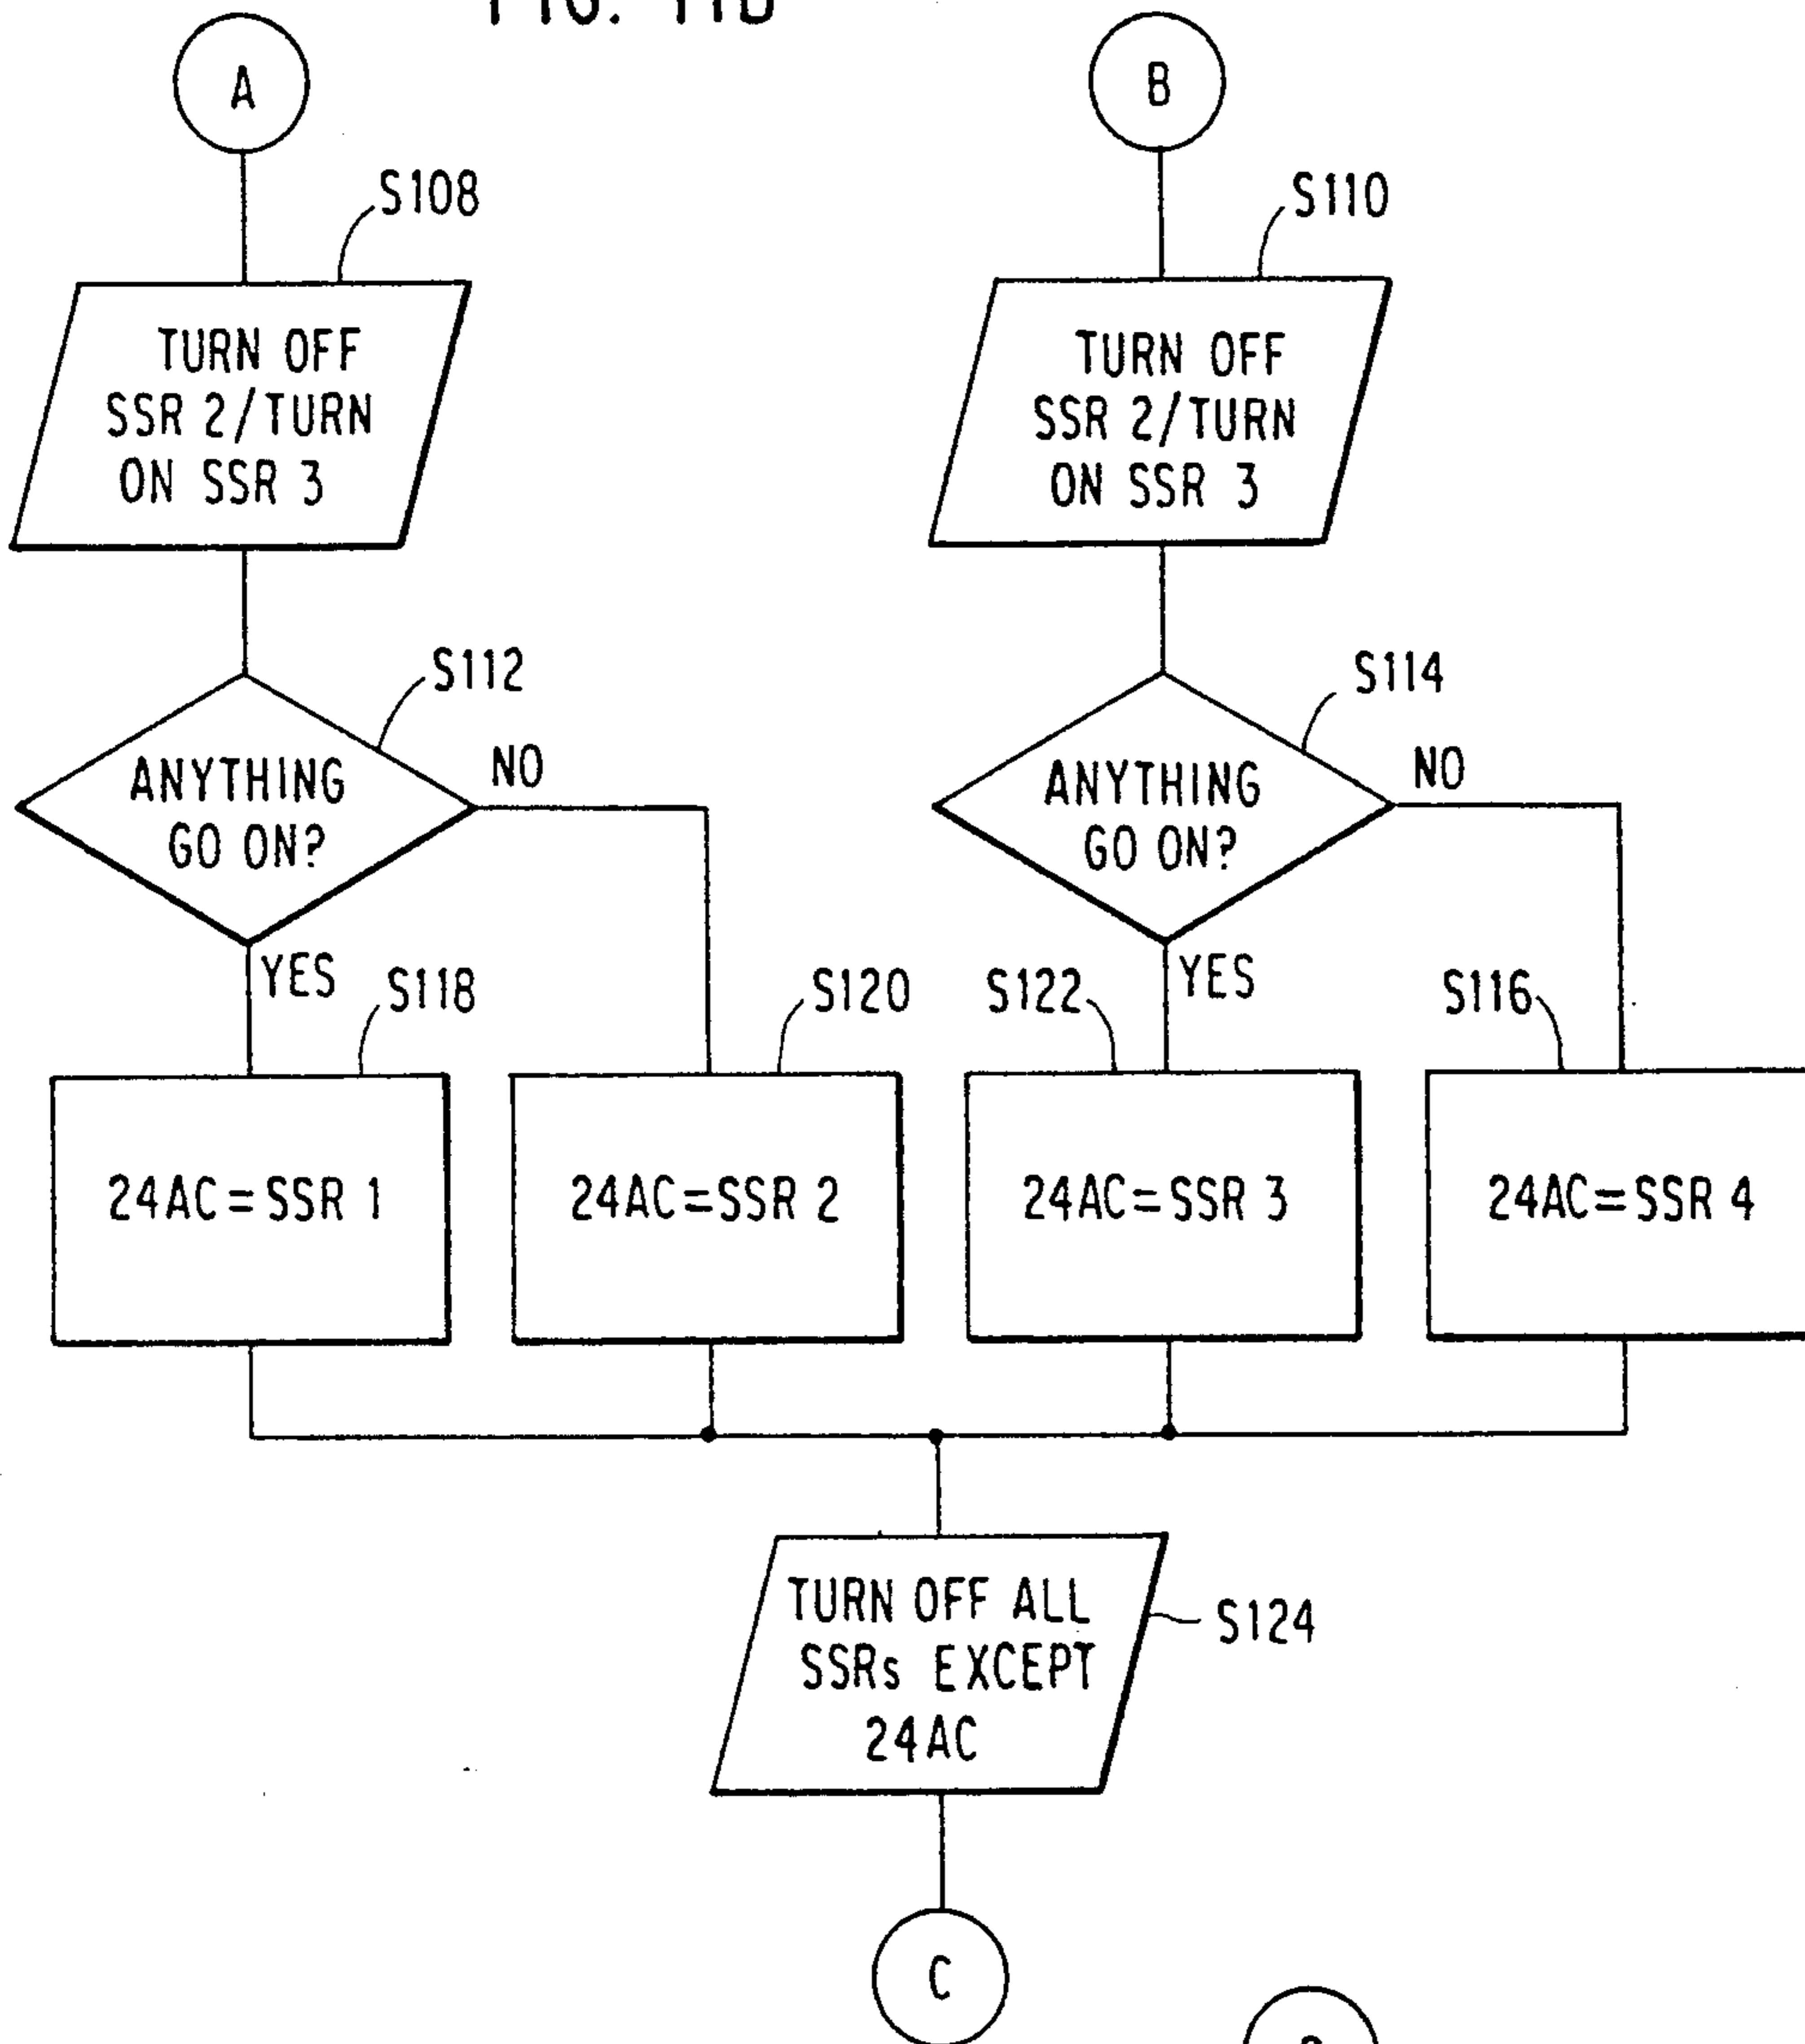 A
B
S108
S110
TURN OFF
SSR 2/TURN
ON SSR 3
TURN OFF
SSR 2/TURN
ON SSR 3
S112
S114
ANYTHING
GO ON?
NO
ANYTHING
GO ON?
NO
YES
S118
S120
S122
YES
S116
24AC=SSR 1
24AC=SSR 2
24AC=SSR 3
24AC=SSR 4
TURN OFF ALL
SSRs EXCEPT
24AC
S124
C